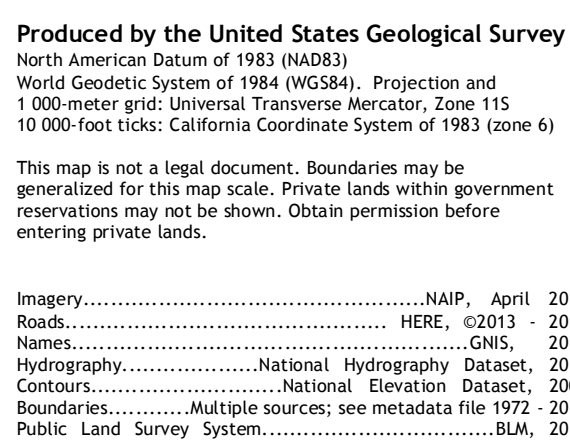 Produced by the United States Geological Survey
North American Datum of 1983 (NAD83)
World Geodetic System of 1984 (WGS84).  Projection and
1 000-meter grid: Universal Transverse Mercator, Zone 11S
10 000-foot ticks: California Coordinate System of 1983 (zone 6)
This map is not a legal document. Boundaries may be
generalized for this map scale. Private lands within government
reservations may not be shown. Obtain permission before
entering private lands.
Imagery..................................................NAIP, April 20
Roads................................................ HERE, ©2013 - 20
Names..........................................................GNIS, 20
Hydrography....................National Hydrography Dataset, 20
Contours............................National Elevation Dataset, 20
Boundaries............Multiple sources; see metadata file 1972 - 20
Public Land Survey System..................................BLM, 20